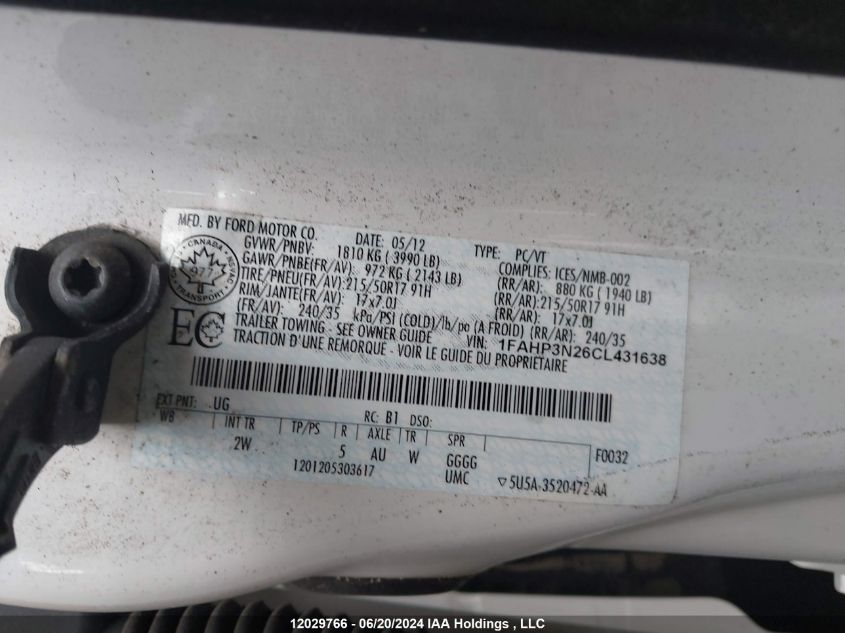 MFD. BY FORD MOTOR CO.
DATE: 05/12
TYPE: PC/VT
GVWR/PNBV: 1810 KG ( 3990 LB)
COMPLIES: ICES/NMB-002
GAWR/PNBE(FR/AV): 972 KG ( 2143 LB)
(RR/AR): 880 KG ( 1940 LB)
TIRE/PNEU(FR/AV): 215/50R17 91H
(RR/AR): 215/50R17 91H
RIM/JANTE(FR/AV): 17x7.0J
(RR/AR): 17x7.0J
(FR/AV): 240/35 kPa/PSI (COLD)/lb/po (A FROID) (RR/AR): 240/35
TRAILER TOWING - SEE OWNER GUIDE
VIN: 1FAHP3N26CL431638
TRACTION D'UNE REMORQUE - VOIR LE GUIDE DU PROPRIETAIRE
CANADA
977
TRANSPORT
EC
EXT PNT: UG RC: B1 DSO:
WB INT TR TP/PS R AXLE TR SPR F0032
2W 5 AU W GGGG
1201205303617 UMC ▽5U5A-3520472-AA
12029766 - 06/20/2024 IAA Holdings , LLC